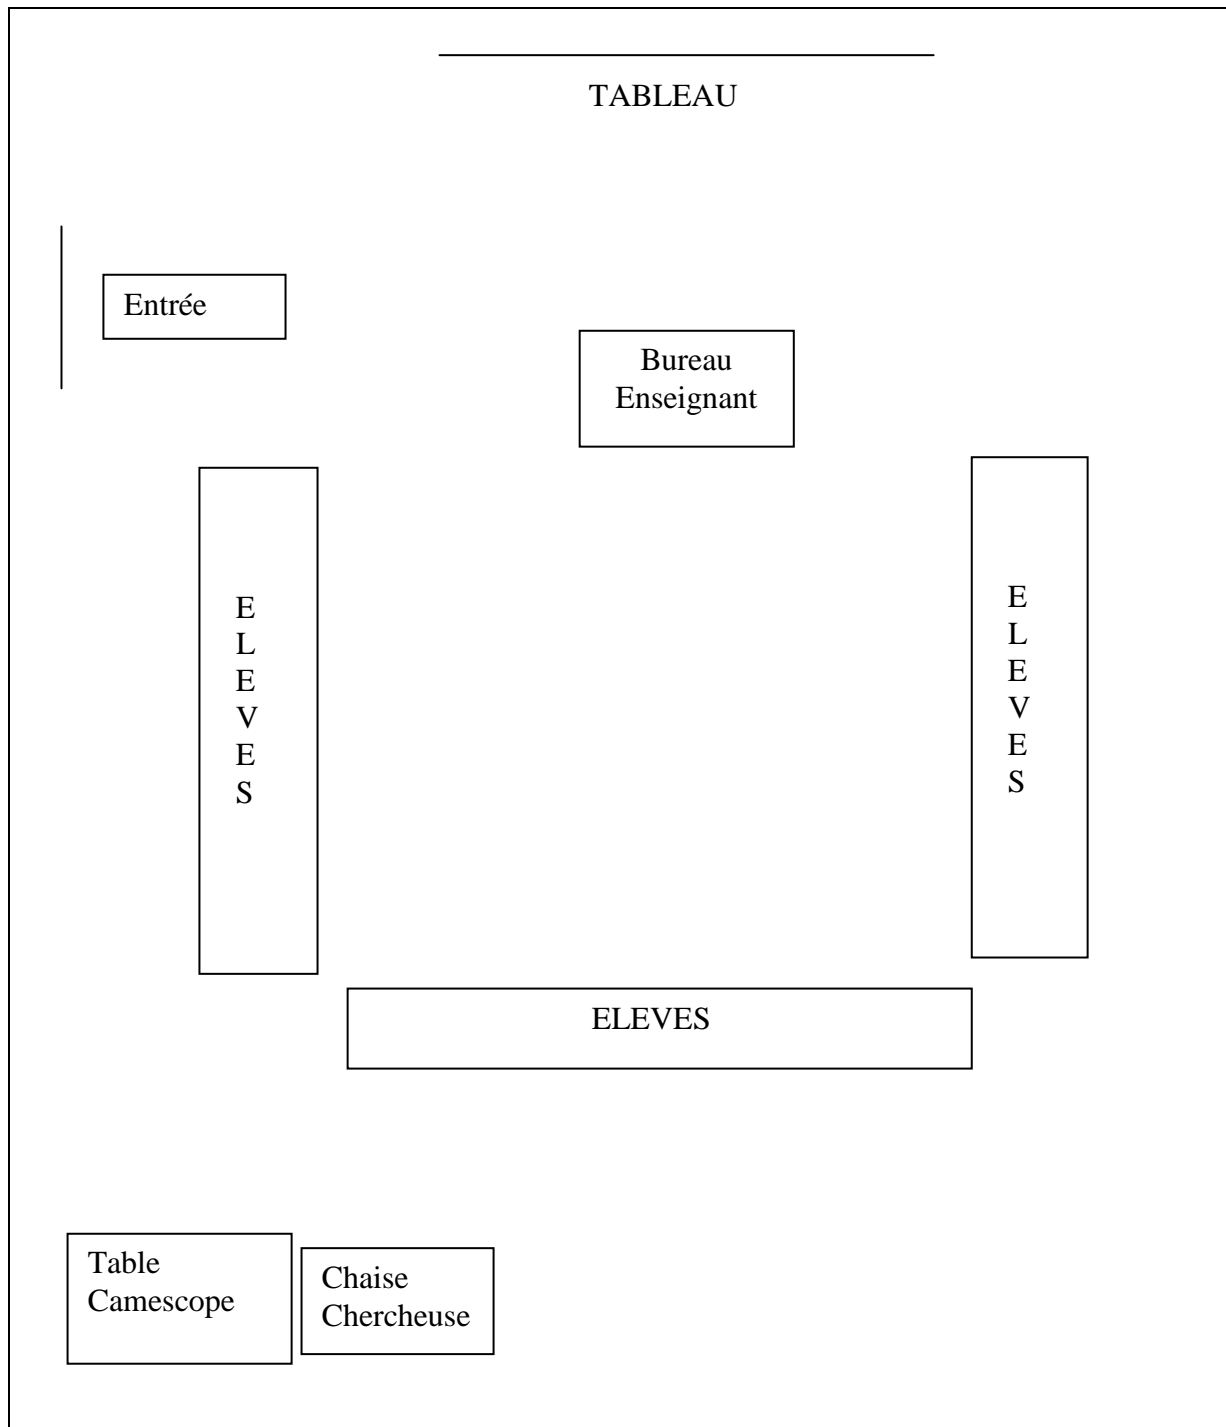 TABLEAU
Entrée
Bureau
Enseignant
E
L
E
V
E
S
E
L
E
V
E
S
ELEVES
Table
Camescope
Chaise
Chercheuse